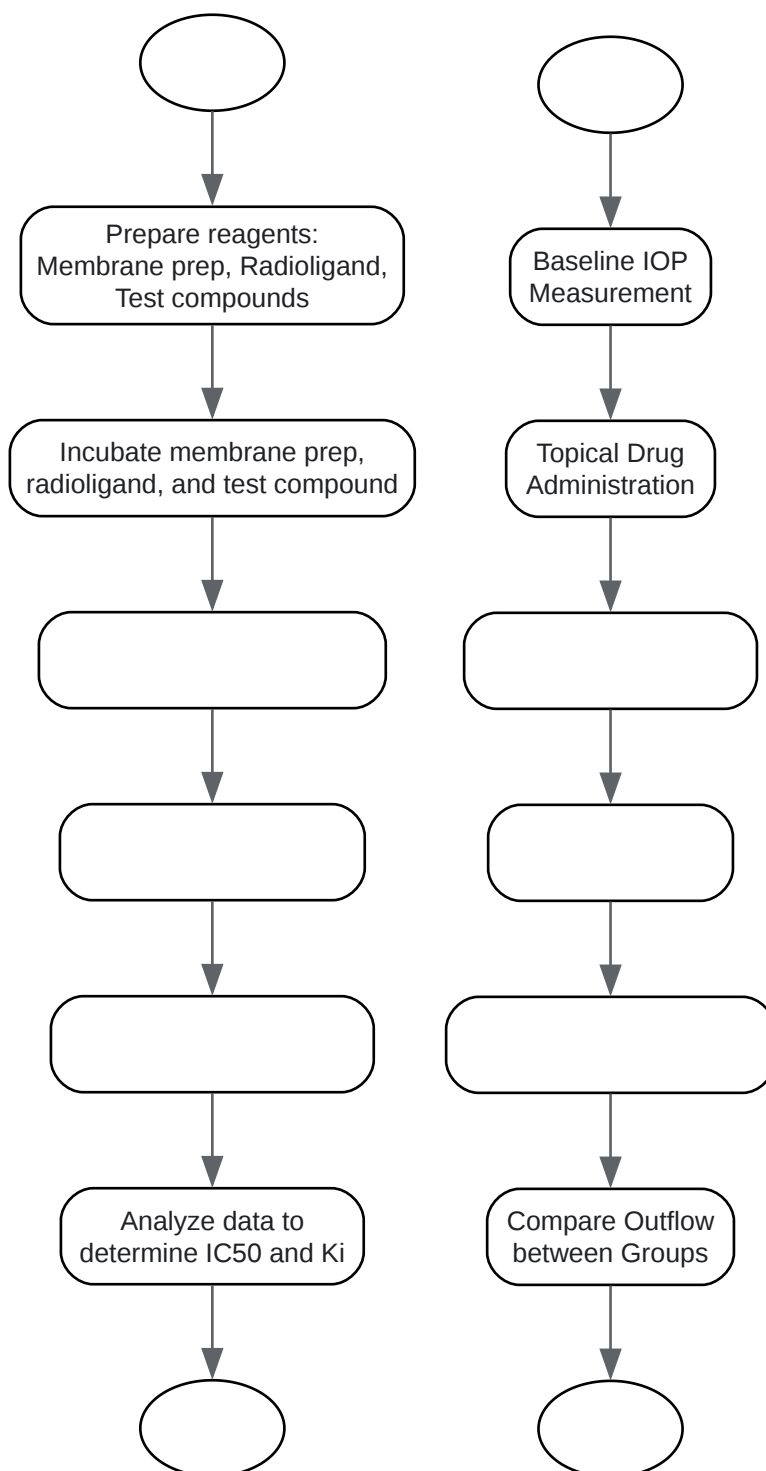 Prepare reagents:
Membrane prep, Radioligand,
Test compounds
Incubate membrane prep,
radioligand, and test compound
Analyze data to
determine IC50 and Ki
Baseline IOP
Measurement
Topical Drug
Administration
Compare Outflow
between Groups